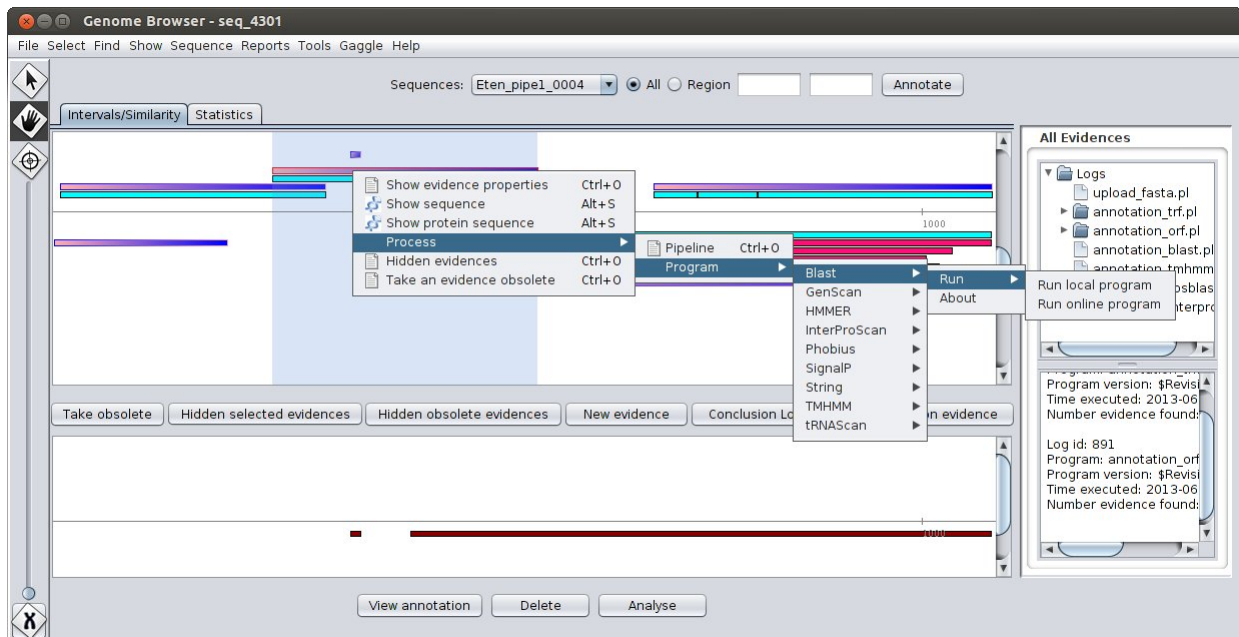 Genome Browser - seq_4301
File Select Find Show Sequence Reports Tools Gaggle Help
Sequences: Eten_pipe1_0004 All Region Annotate
Intervals/Similarity Statistics
All Evidences
Logs
upload_fasta.pl
annotation_trf.pl
annotation_orf.pl
annotation_blast.pl
annotation_tmhmm
1000
Show evidence properties Ctrl+O
Show sequence Alt+S
Show protein sequence Alt+S
Process
Hidden evidences Ctrl+O
Take an evidence obsolete Ctrl+O
Pipeline Ctrl+O
Program
Blast
GenScan
HMMER
InterProScan
Phobius
SignalP
String
TMHMM
tRNAScan
Run
About
Run local program
Run online program
Take obsolete Hidden selected evidences Hidden obsolete evidences New evidence Conclusion evidence
Program version: $Revisi
Time executed: 2013-06
Number evidence found:
Log id: 891
Program: annotation_orf
Program version: $Revisi
Time executed: 2013-06
Number evidence found:
1000
View annotation Delete Analyse